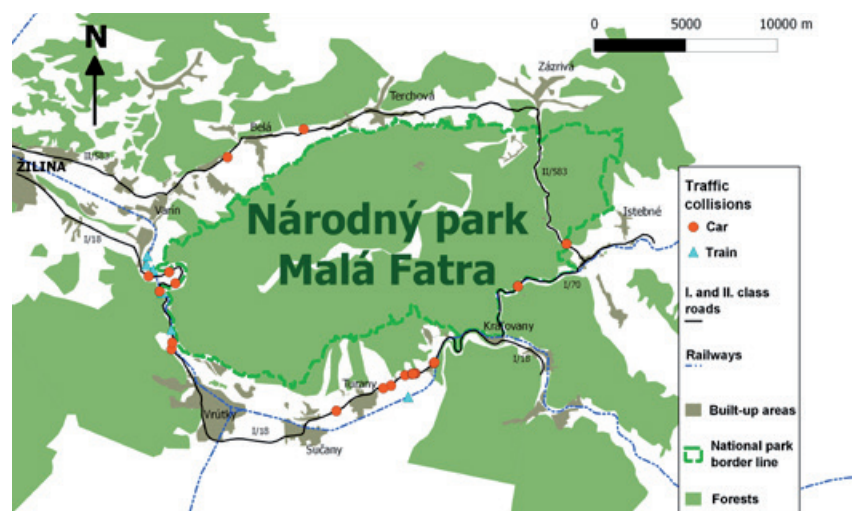 N
0 5000 10000 m
Zázrivá
Terchová
Belá
II/583
ŽILINA
Varín
I/18
II/583
Istebné
Národný park
Malá Fatra
I/70
Kraľovany
I/18
Turany
Vrútky
I/18
Sučany
Traffic
collisions
Car
Train
I. and II. class
roads
Railways
Built-up areas
National park
border line
Forests